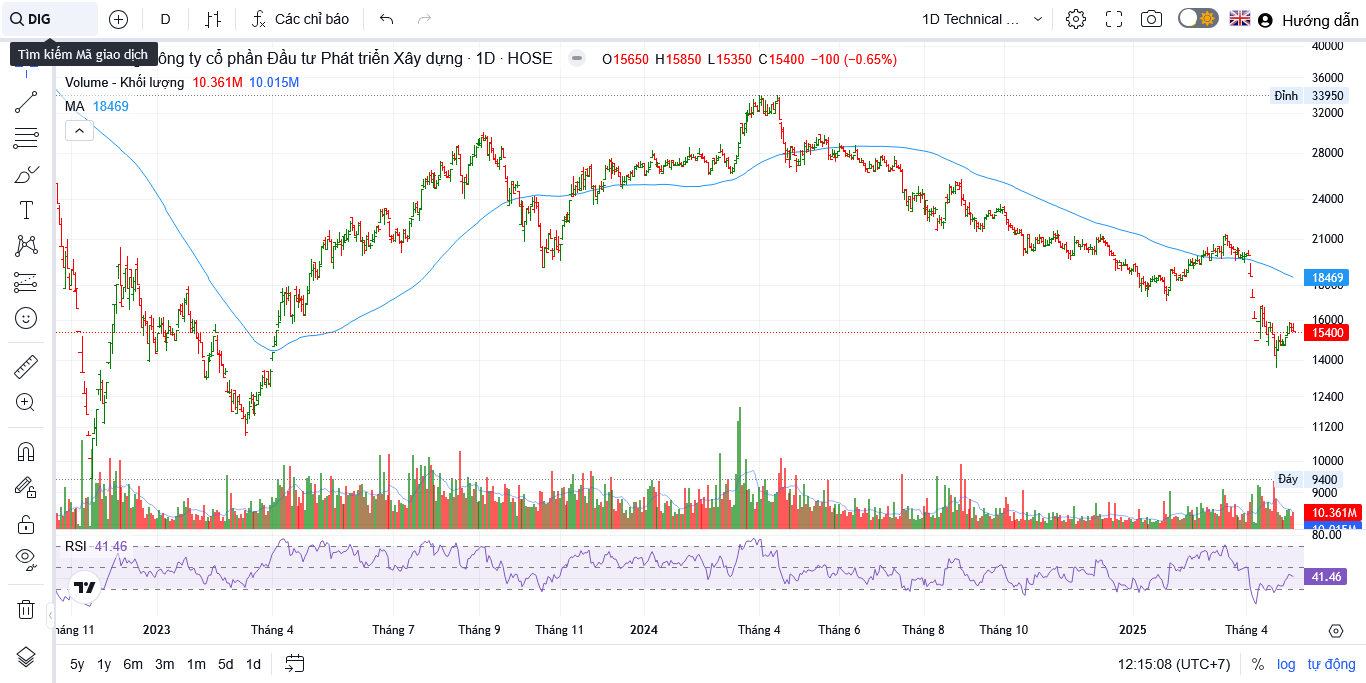 DIG
D
Các chỉ báo
1D Technical ...
Hướng dẫn
Tìm kiếm Mã giao dịch
ông ty cổ phần Đầu tư Phát triển Xây dựng · 1D · HOSE
O15650 H15850 L15350 C15400 −100 (−0.65%)
Volume - Khối lượng 10.361M 10.015M
MA 18469
40000
36000
Đỉnh 33950
32000
28000
24000
21000
18469
18000
16000
15400
14000
12400
11200
10000
Đáy 9400
9000
10.361M
10.015M
80.00
RSI 41.46
41.46
háng 11
2023
Tháng 4
Tháng 7
Tháng 9
Tháng 11
2024
Tháng 4
Tháng 6
Tháng 8
Tháng 10
2025
Tháng 4
5y 1y 6m 3m 1m 5d 1d
12:15:08 (UTC+7)
% log tự động